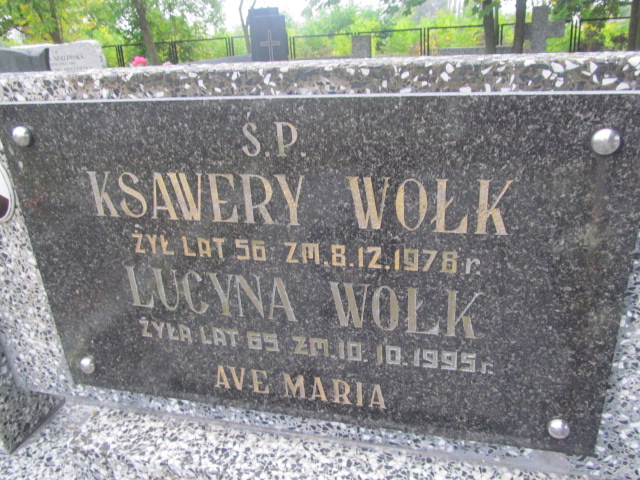 Ś.P.
KSAWERY WOŁK
ŻYŁ LAT 56 ZM. 8.12.1978 r.
LUCYNA WOŁK
ŻYŁA LAT 65 ZM. 10.10.1995 r.
AVE MARIA